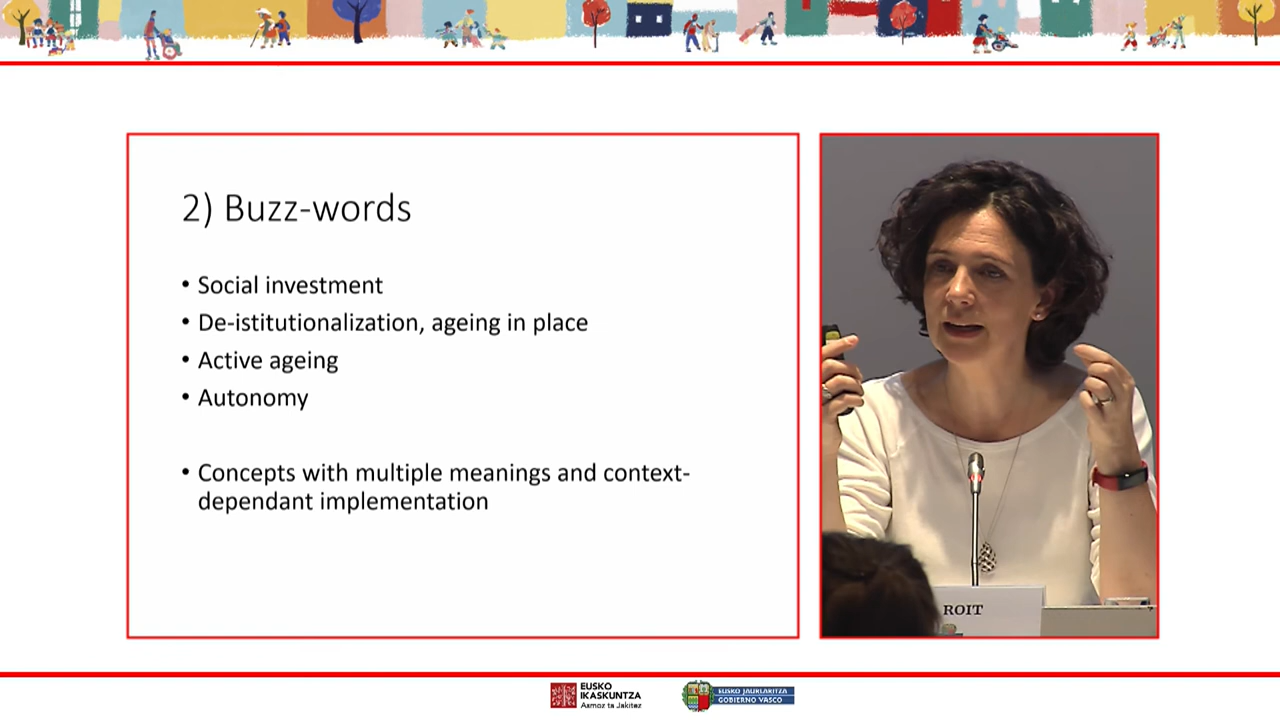 2) Buzz-words
• Social investment
• De-istitutionalization, ageing in place
• Active ageing
• Autonomy
• Concepts with multiple meanings and context-
dependant implementation
ROIT
EUSKO
IKASKUNTZA
Asmoz ta Jakitez
EUSKO JAURLARITZA
GOBIERNO VASCO